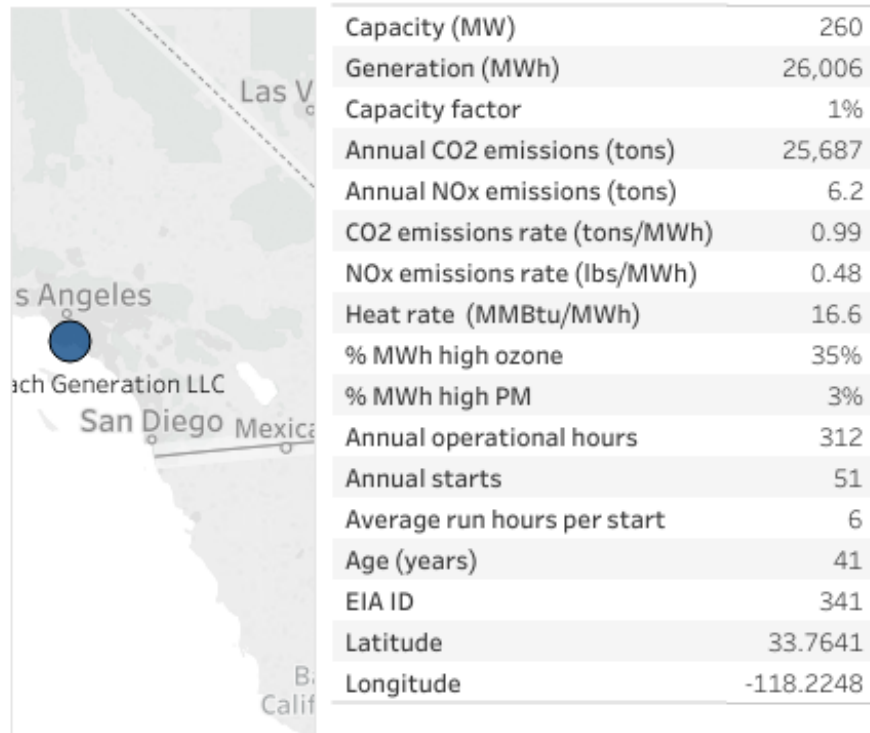 Las V
s Angeles
ach Generation LLC
San Diego
Mexica
Ba
Calif
Capacity (MW) 260
Generation (MWh) 26,006
Capacity factor 1%
Annual CO2 emissions (tons) 25,687
Annual NOx emissions (tons) 6.2
CO2 emissions rate (tons/MWh) 0.99
NOx emissions rate (lbs/MWh) 0.48
Heat rate (MMBtu/MWh) 16.6
% MWh high ozone 35%
% MWh high PM 3%
Annual operational hours 312
Annual starts 51
Average run hours per start 6
Age (years) 41
EIA ID 341
Latitude 33.7641
Longitude -118.2248